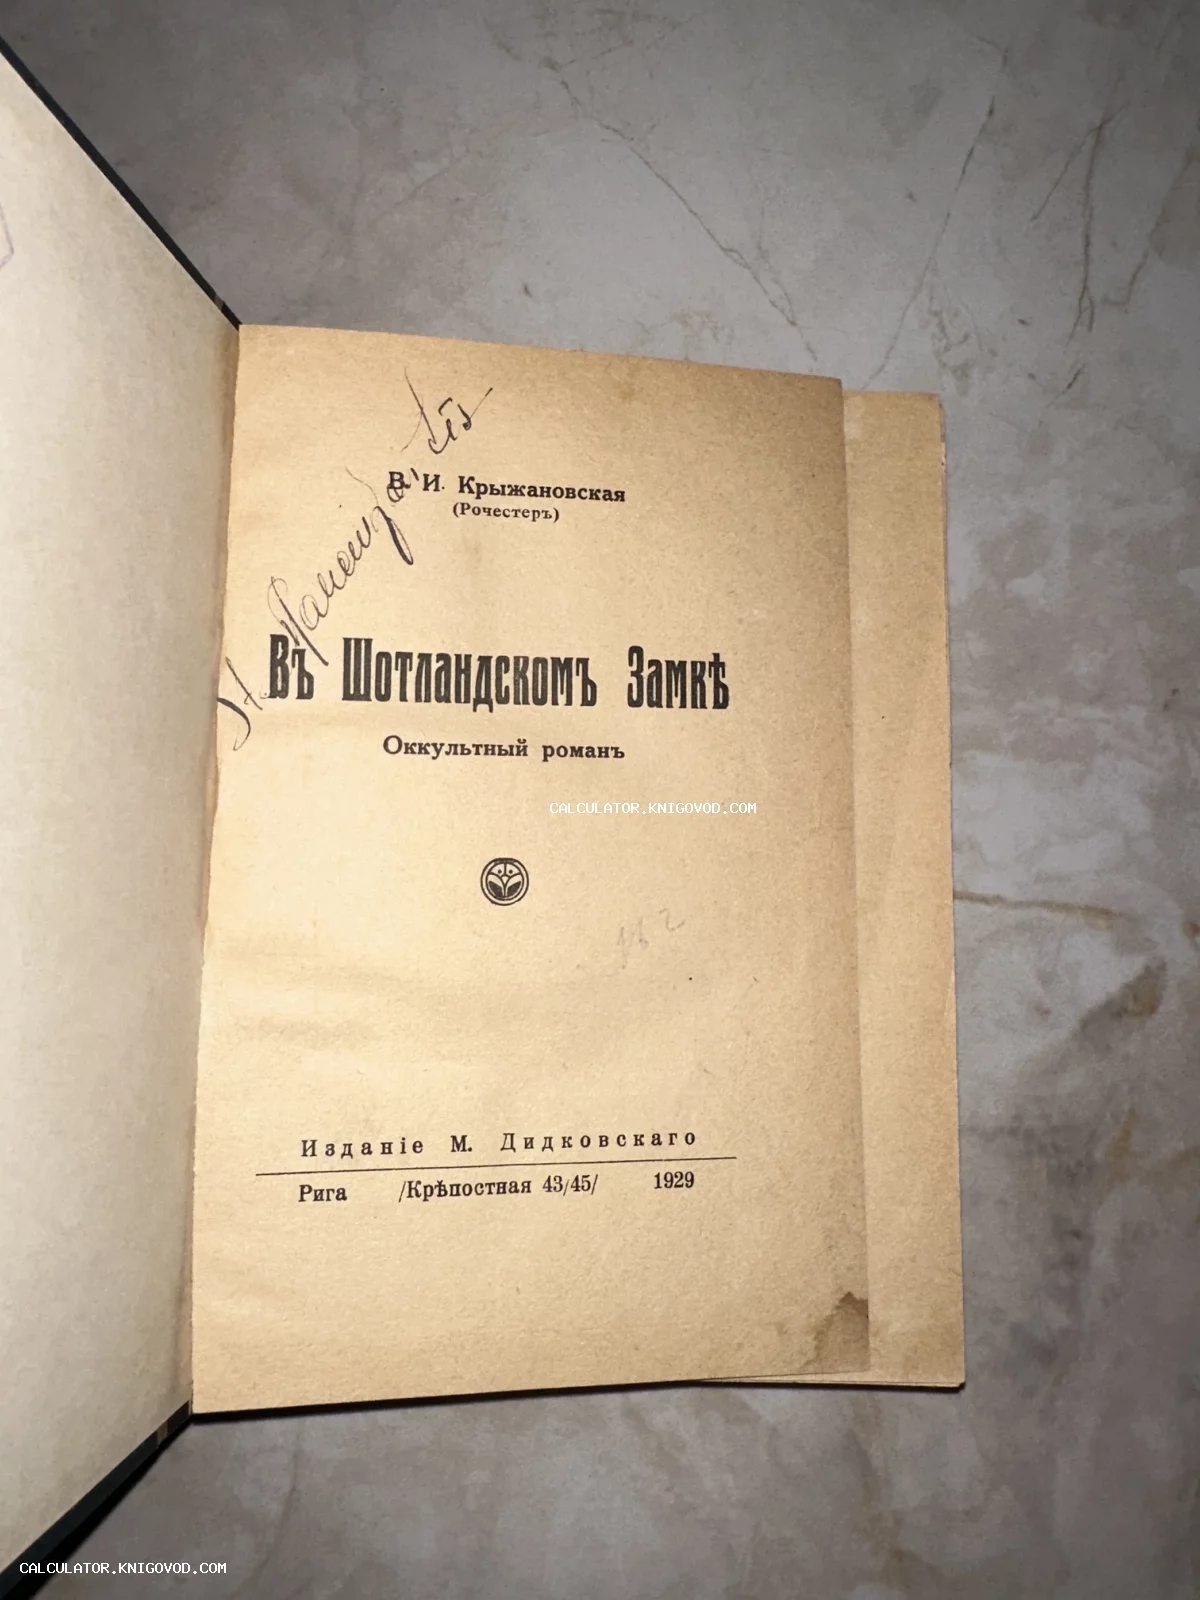 В. И. Крыжановская
(Рочестеръ)
Въ Шотландскомъ Замкѣ
Оккультный романъ
CALCULATOR.KNIGOVOD.COM
Изданіе М. Дидковскаго
Рига /Крѣпостная 43/45/ 1929
CALCULATOR.KNIGOVOD.COM